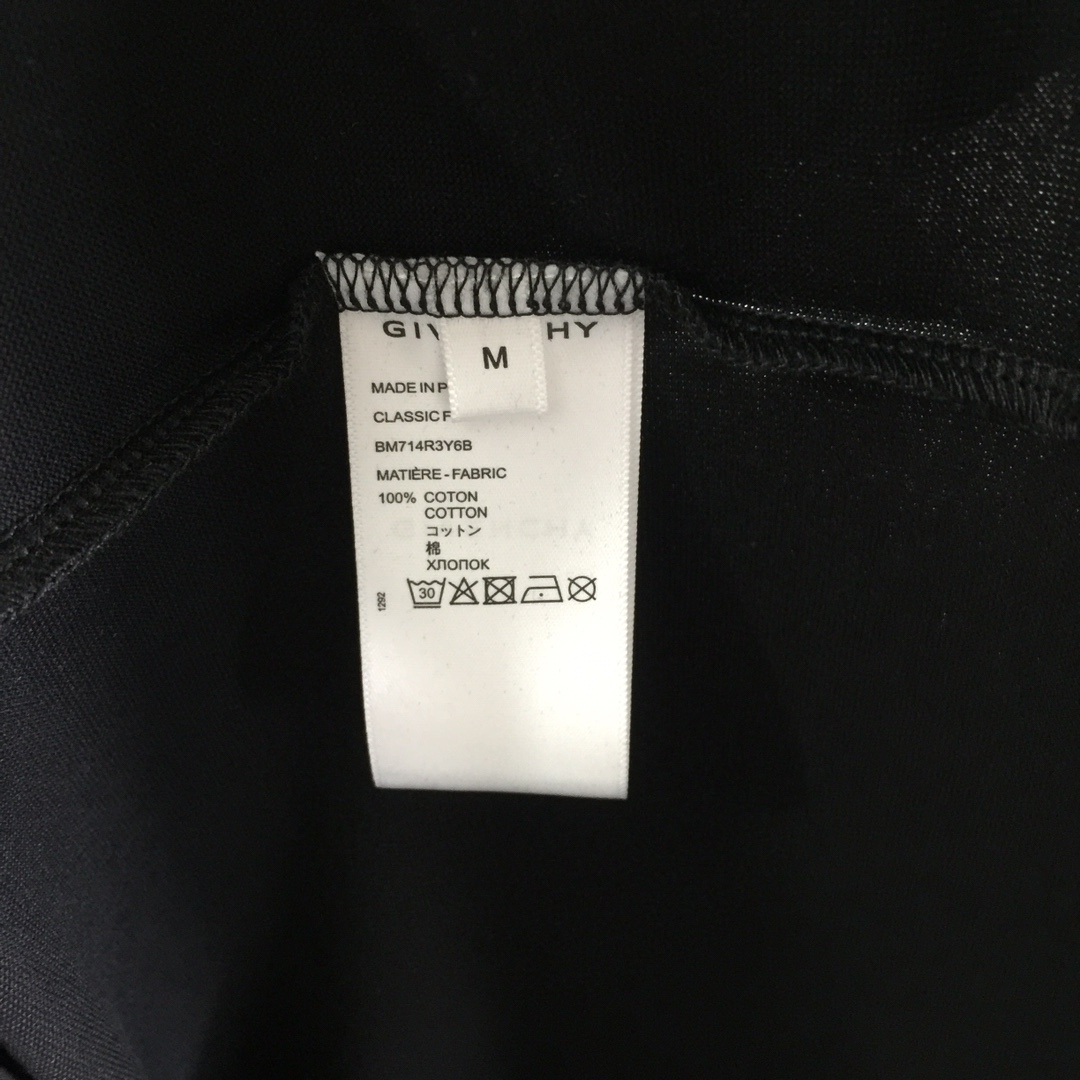 GIV HY
M
MADE IN P
CLASSIC F
BM714R3Y6B
MATIÈRE - FABRIC
100% COTON
COTTON
コットン
棉
ХЛОПОК
30
1292